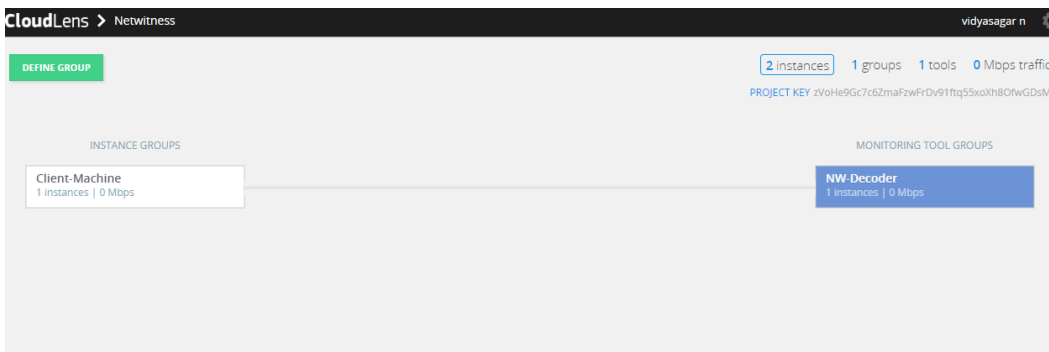 CloudLens > Netwitness vidyasagar n
DEFINE GROUP 2 instances 1 groups 1 tools 0 Mbps traffic
PROJECT KEY
INSTANCE GROUPS MONITORING TOOL GROUPS
Client-Machine NW-Decoder
1 instances | 0 Mbps 1 instances | 0 Mbps